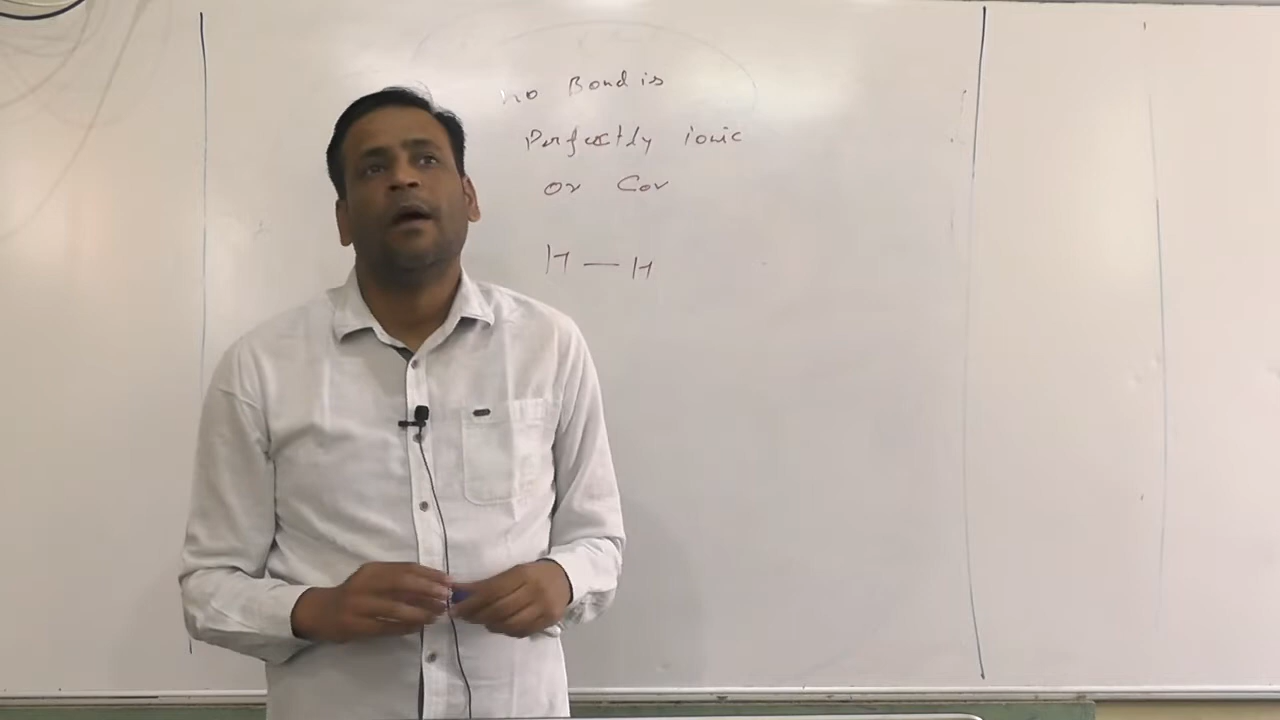 No Bond is
Perfectly ionic
or Cov
H — H